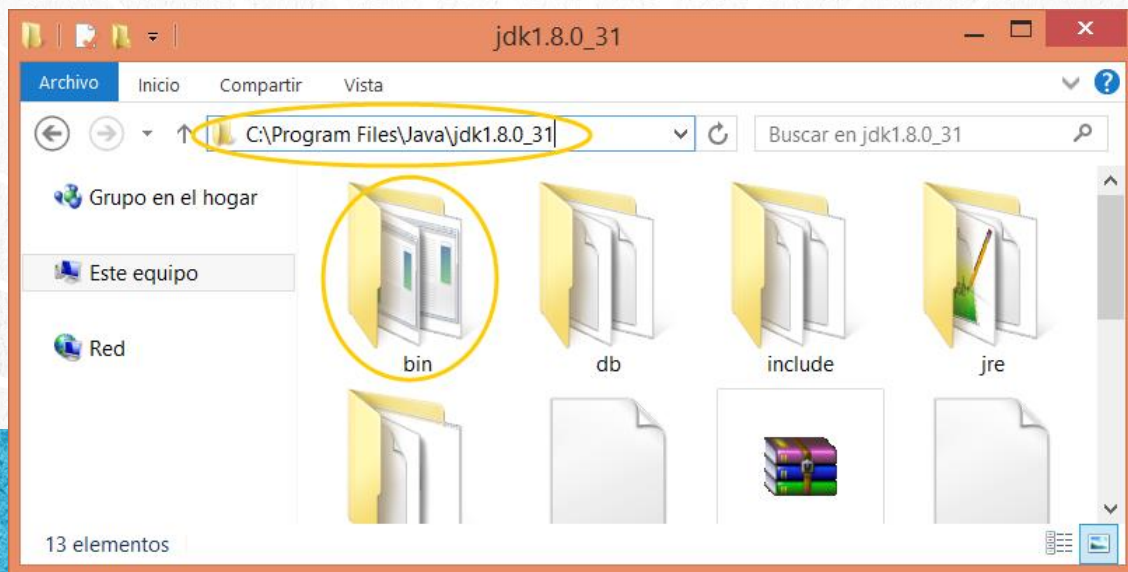 jdk1.8.0_31
Archivo Inicio Compartir Vista
C:\Program Files\Java\jdk1.8.0_31 Buscar en jdk1.8.0_31
Grupo en el hogar
Este equipo
Red
bin db include jre
13 elementos